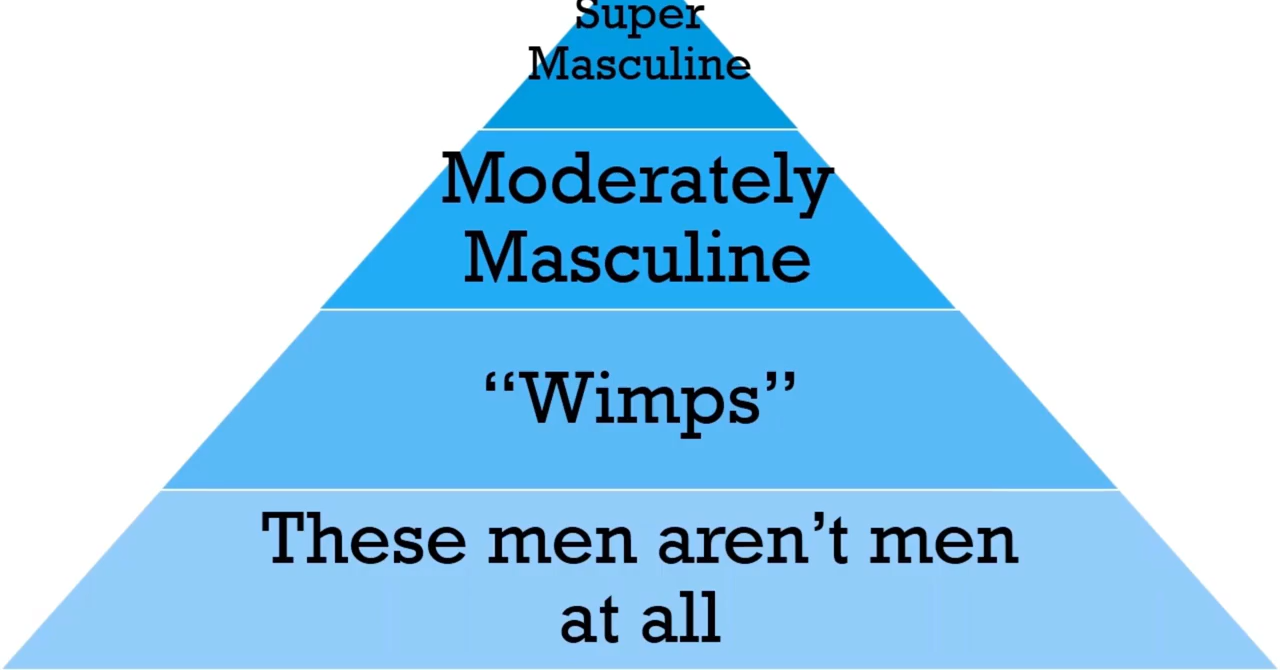 Super
Masculine
Moderately
Masculine
“Wimps”
These men aren’t men
at all